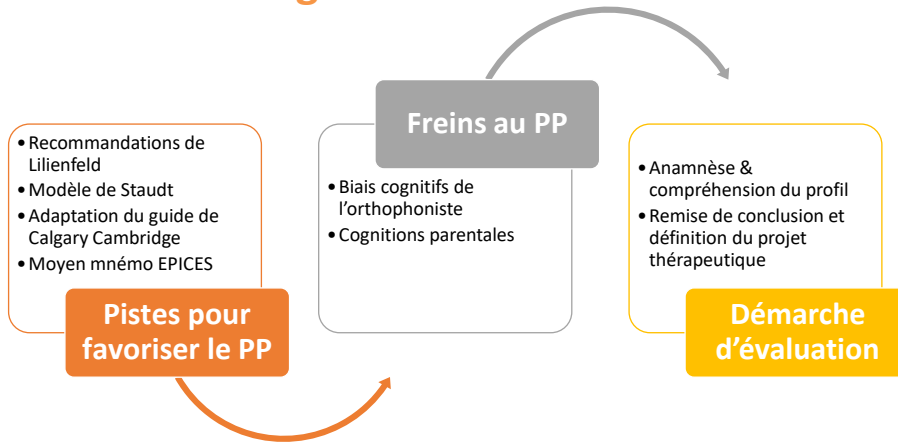 • Recommandations de
Lilienfeld
• Modèle de Staudt
• Adaptation du guide de
Calgary Cambridge
• Moyen mnémo EPICES
Pistes pour
favoriser le PP
Freins au PP
• Biais cognitifs de
l’orthophoniste
• Cognitions parentales
• Anamnèse &
compréhension du profil
• Remise de conclusion et
définition du projet
thérapeutique
Démarche
d’évaluation